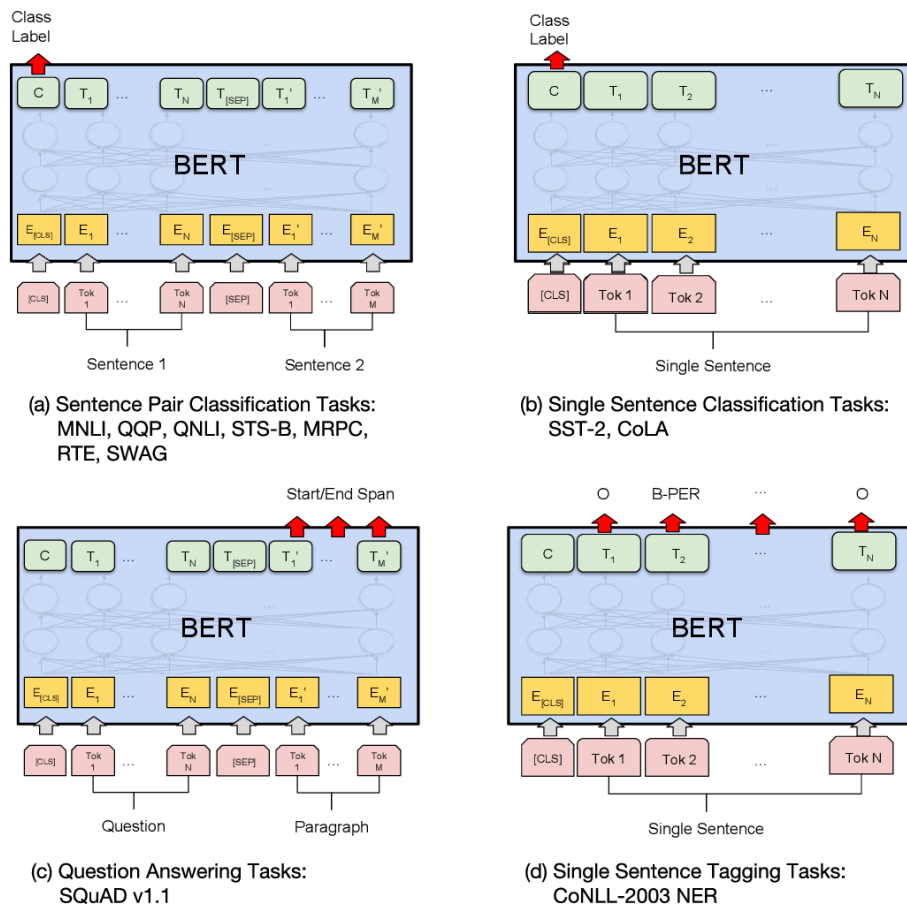 Class
Label
C T1 ... TN T[SEP] T1' ... TM'
...
BERT
...
E[CLS] E1 ... EN E[SEP] E1' ... EM'
[CLS] Tok 1 ... Tok N [SEP] Tok 1 ... Tok M
Sentence 1 Sentence 2
(a) Sentence Pair Classification Tasks:
MNLI, QQP, QNLI, STS-B, MRPC,
RTE, SWAG
Class
Label
C T1 T2 ... TN
...
BERT
...
E[CLS] E1 E2 ... EN
[CLS] Tok 1 Tok 2 ... Tok N
Single Sentence
(b) Single Sentence Classification Tasks:
SST-2, CoLA
Start/End Span
C T1 ... TN T[SEP] T1' ... TM'
...
BERT
...
E[CLS] E1 ... EN E[SEP] E1' ... EM'
[CLS] Tok 1 ... Tok N [SEP] Tok 1 ... Tok M
Question Paragraph
(c) Question Answering Tasks:
SQuAD v1.1
O B-PER ... O
C T1 T2 ... TN
...
BERT
...
E[CLS] E1 E2 ... EN
[CLS] Tok 1 Tok 2 ... Tok N
Single Sentence
(d) Single Sentence Tagging Tasks:
CoNLL-2003 NER